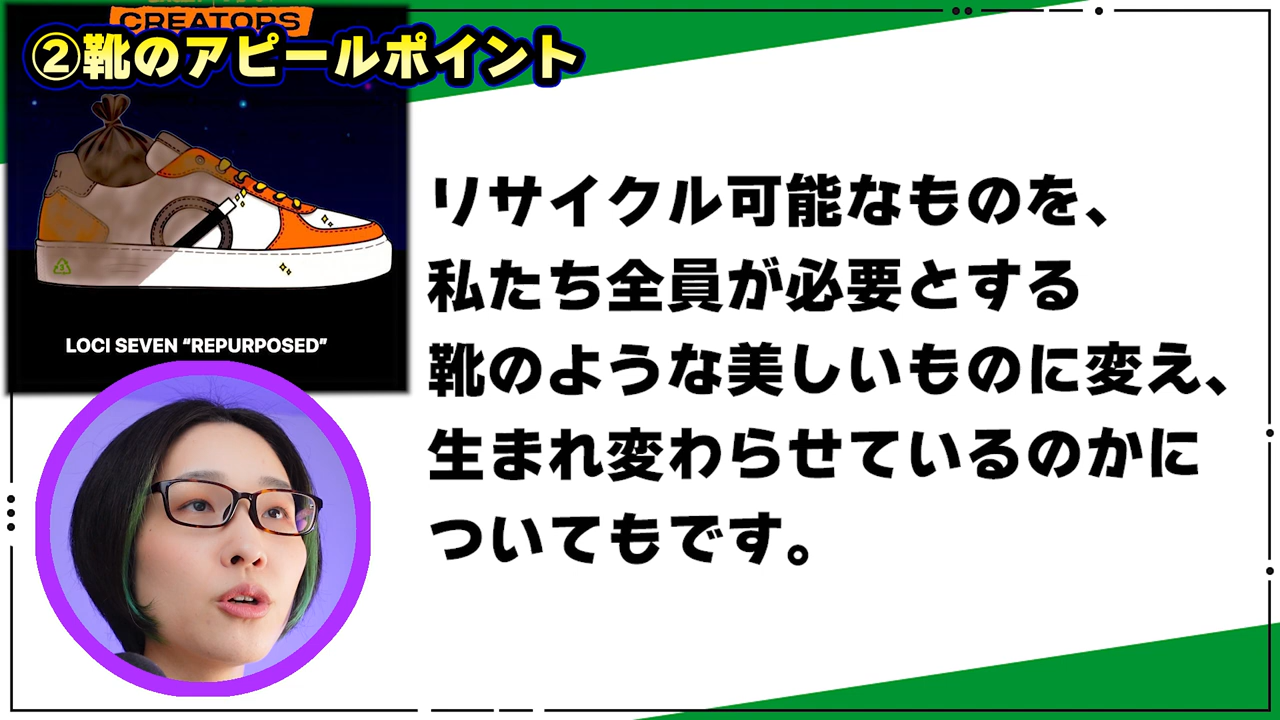 CREATORS
②靴のアピールポイント
LOCI SEVEN “REPURPOSED”
リサイクル可能なものを、
私たち全員が必要とする
靴のような美しいものに変え、
生まれ変わらせているのかに
ついてもです。